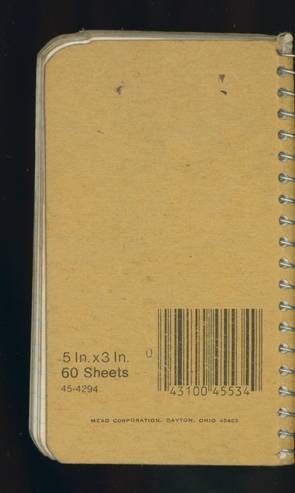 5 In. x 3 In.
60 Sheets
45-4294
43100 45534
MEAD CORPORATION, DAYTON, OHIO 45463